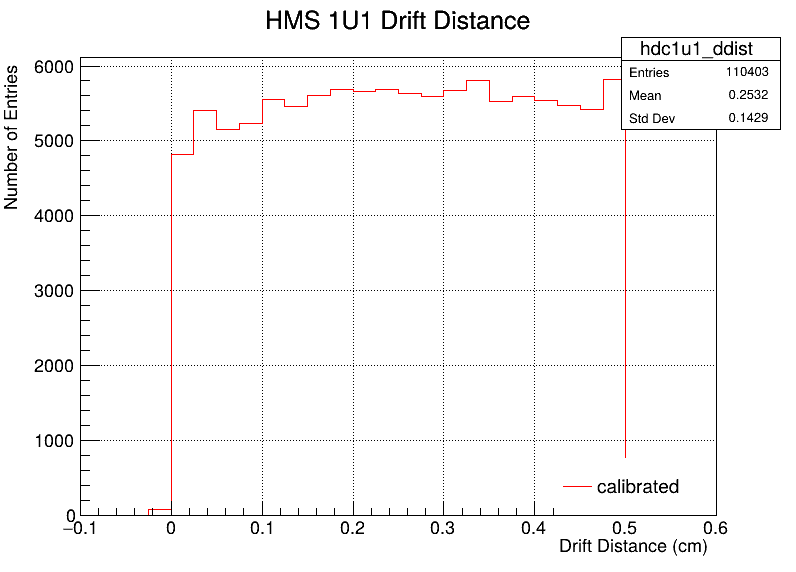 HMS 1U1 Drift Distance
hdc1u1_ddist
Entries 110403
Mean 0.2532
Std Dev 0.1429
Number of Entries
6000
5000
4000
3000
2000
1000
0
−0.1 0 0.1 0.2 0.3 0.4 0.5 0.6
calibrated
Drift Distance (cm)